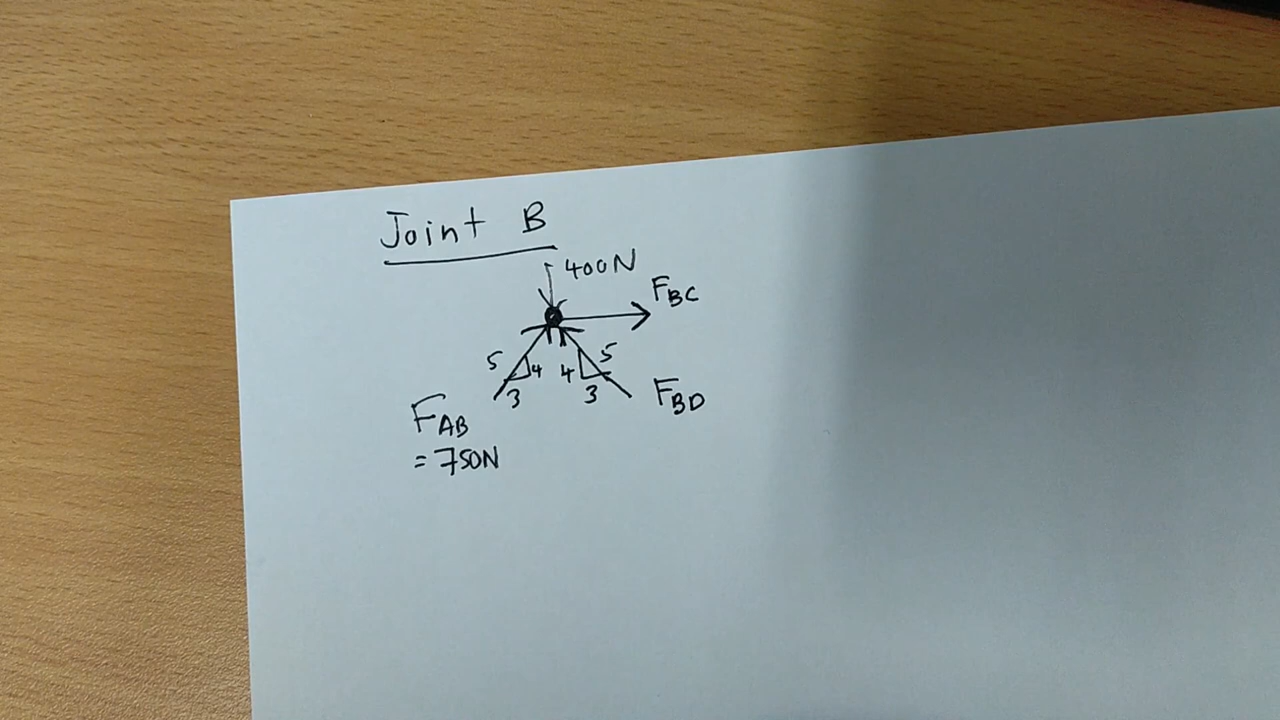 Joint B
400N
FBC
5 4 4 5
3 3
FAB FBD
= 750N